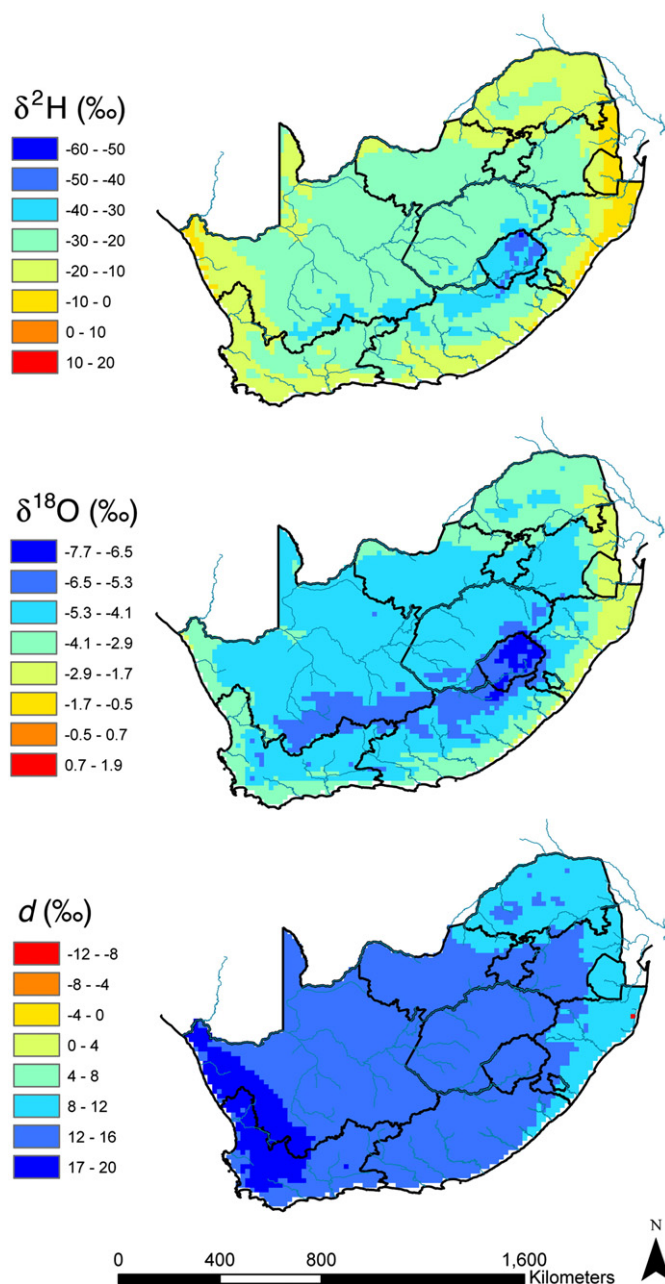 δ²H (‰)
-60 - -50
-50 - -40
-40 - -30
-30 - -20
-20 - -10
-10 - 0
0 - 10
10 - 20
δ¹⁸O (‰)
-7.7 - -6.5
-6.5 - -5.3
-5.3 - -4.1
-4.1 - -2.9
-2.9 - -1.7
-1.7 - -0.5
-0.5 - 0.7
0.7 - 1.9
d (‰)
-12 - -8
-8 - -4
-4 - 0
0 - 4
4 - 8
8 - 12
12 - 16
17 - 20
N
0 400 800 1,600
Kilometers